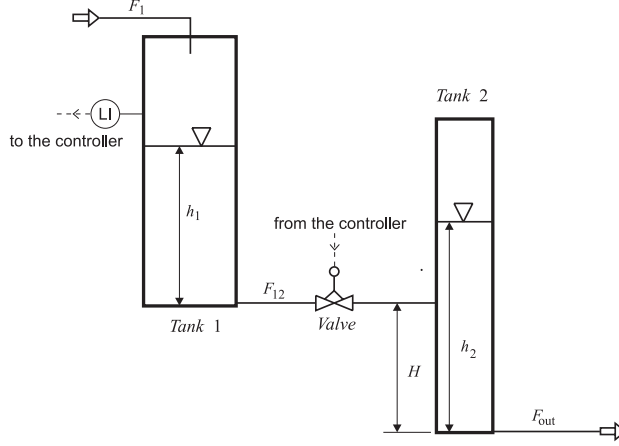 F1
Tank 2
LI
to the controller
h1
from the controller
F12
Tank 1
Valve
H
h2
Fout